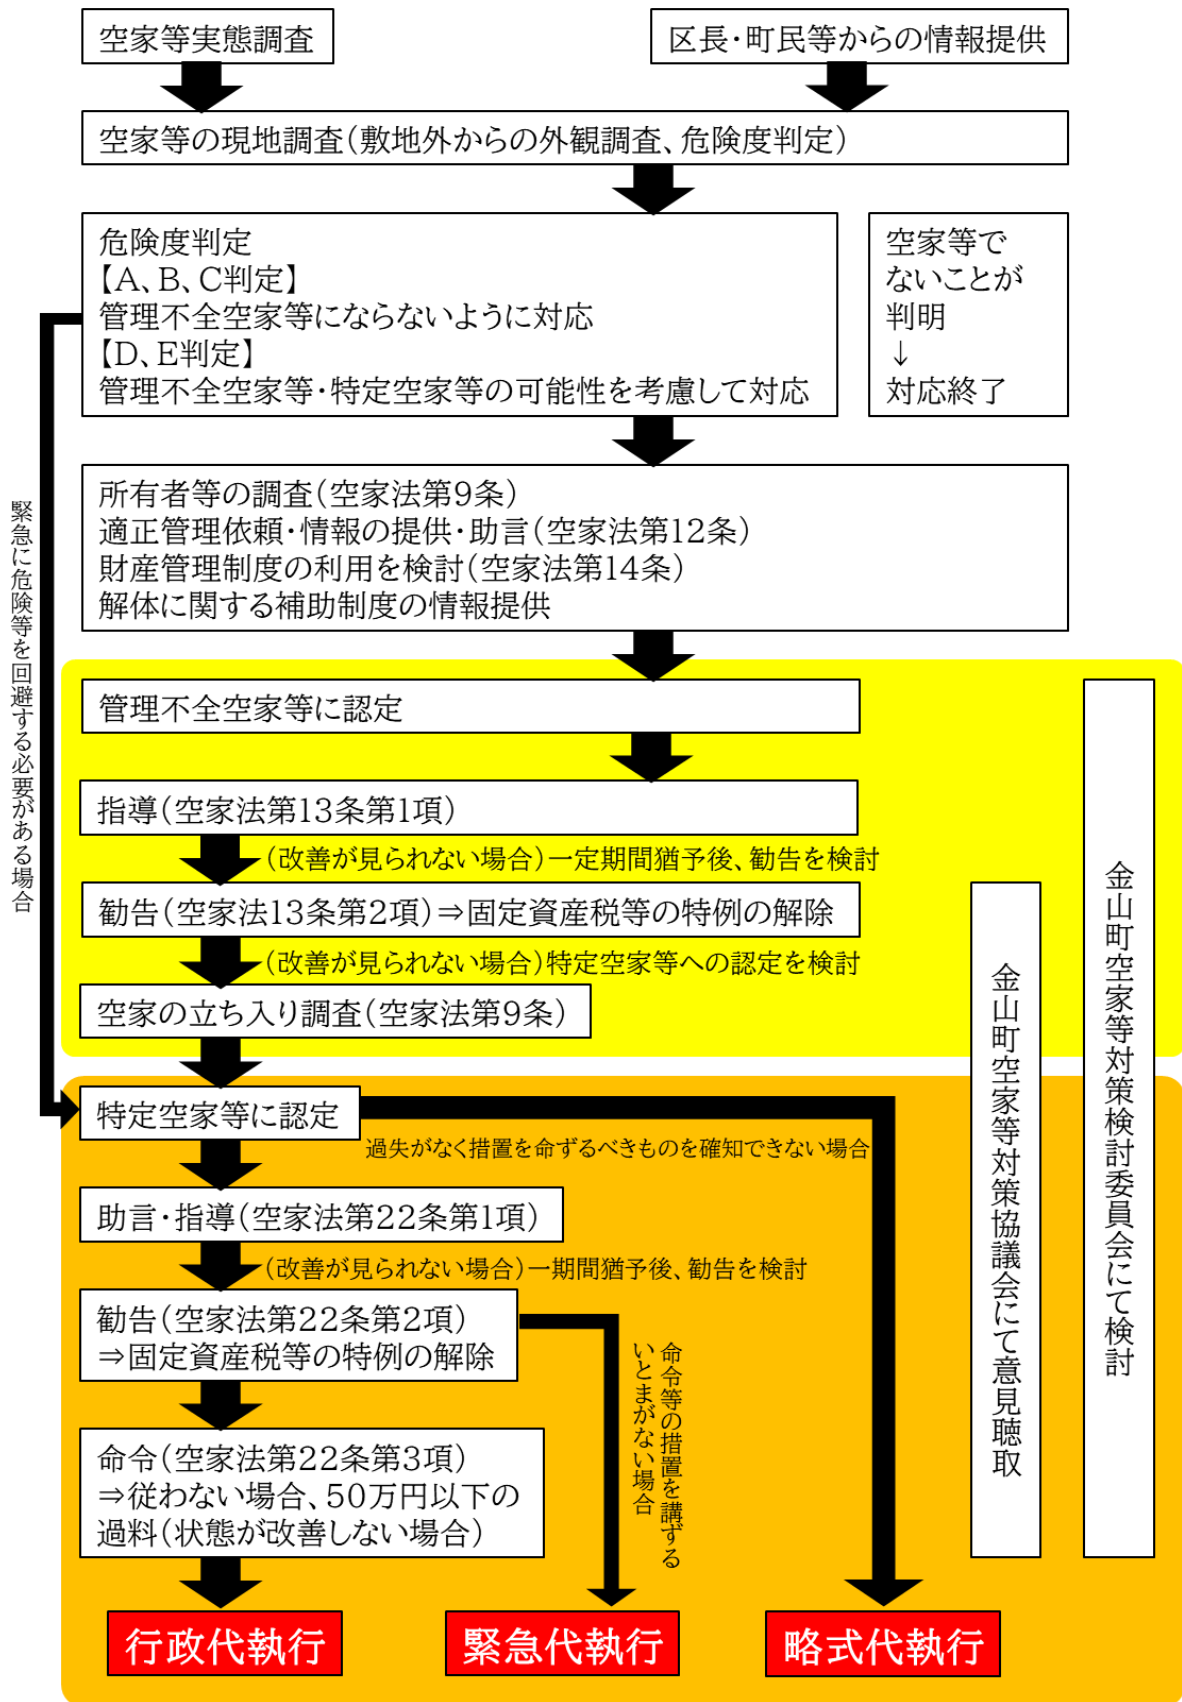 空家等実態調査
区長・町民等からの情報提供
空家等の現地調査(敷地外からの外観調査、危険度判定)
危険度判定
【A、B、C判定】
管理不全空家等にならないように対応
【D、E判定】
管理不全空家等・特定空家等の可能性を考慮して対応
空家等で
ないことが
判明
↓
対応終了
緊急に危険等を回避する必要がある場合
所有者等の調査(空家法第9条)
適正管理依頼・情報の提供・助言(空家法第12条)
財産管理制度の利用を検討(空家法第14条)
解体に関する補助制度の情報提供
管理不全空家等に認定
指導(空家法第13条第1項)
(改善が見られない場合)一定期間猶予後、勧告を検討
勧告(空家法13条第2項)⇒固定資産税等の特例の解除
(改善が見られない場合)特定空家等への認定を検討
空家の立ち入り調査(空家法第9条)
特定空家等に認定
過失がなく措置を命ずるべきものを確知できない場合
助言・指導(空家法第22条第1項)
(改善が見られない場合)一期間猶予後、勧告を検討
勧告(空家法第22条第2項)
⇒固定資産税等の特例の解除
命令等の措置を講ずる
いとまがない場合
命令(空家法第22条第3項)
⇒従わない場合、50万円以下の
過料(状態が改善しない場合)
金山町空家等対策検討委員会にて検討
金山町空家等対策協議会にて意見聴取
行政代執行
緊急代執行
略式代執行